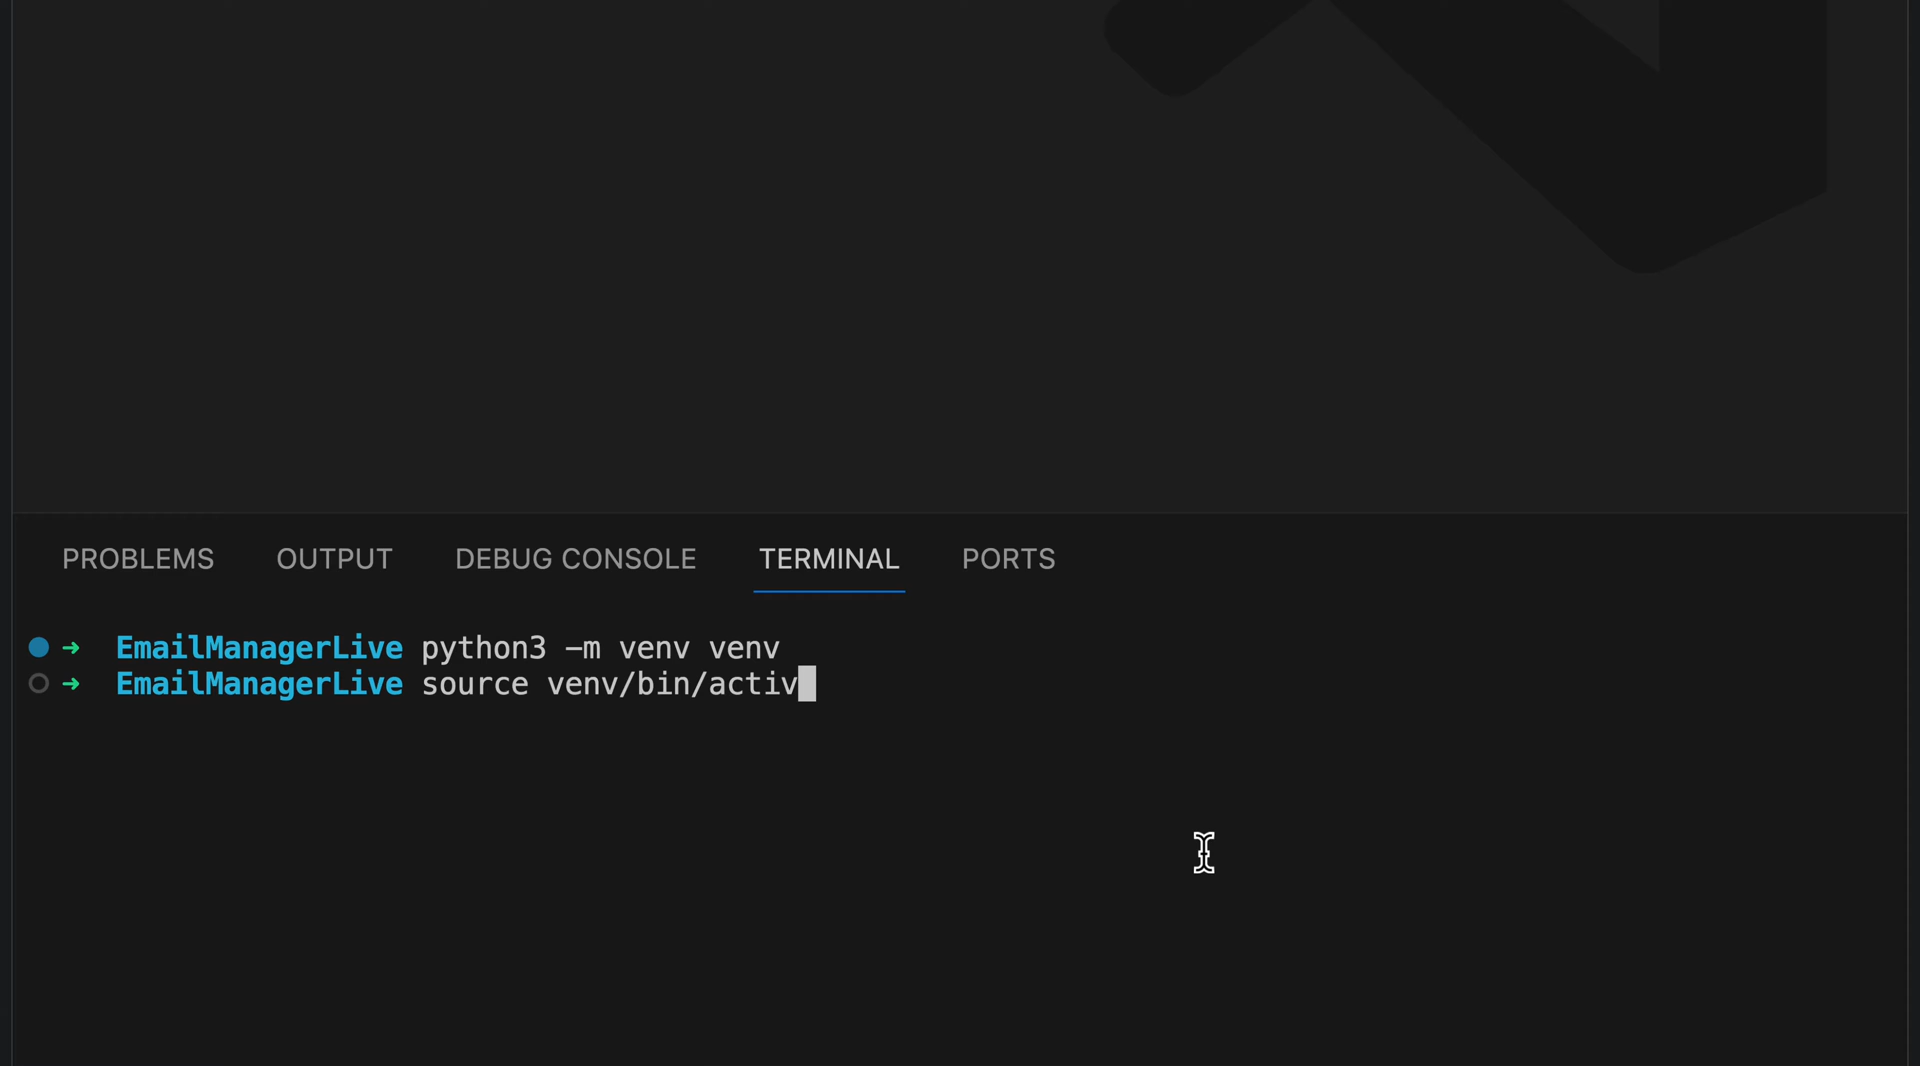 PROBLEMS OUTPUT DEBUG CONSOLE TERMINAL PORTS
➜ EmailManagerLive python3 -m venv venv
➜ EmailManagerLive source venv/bin/activ